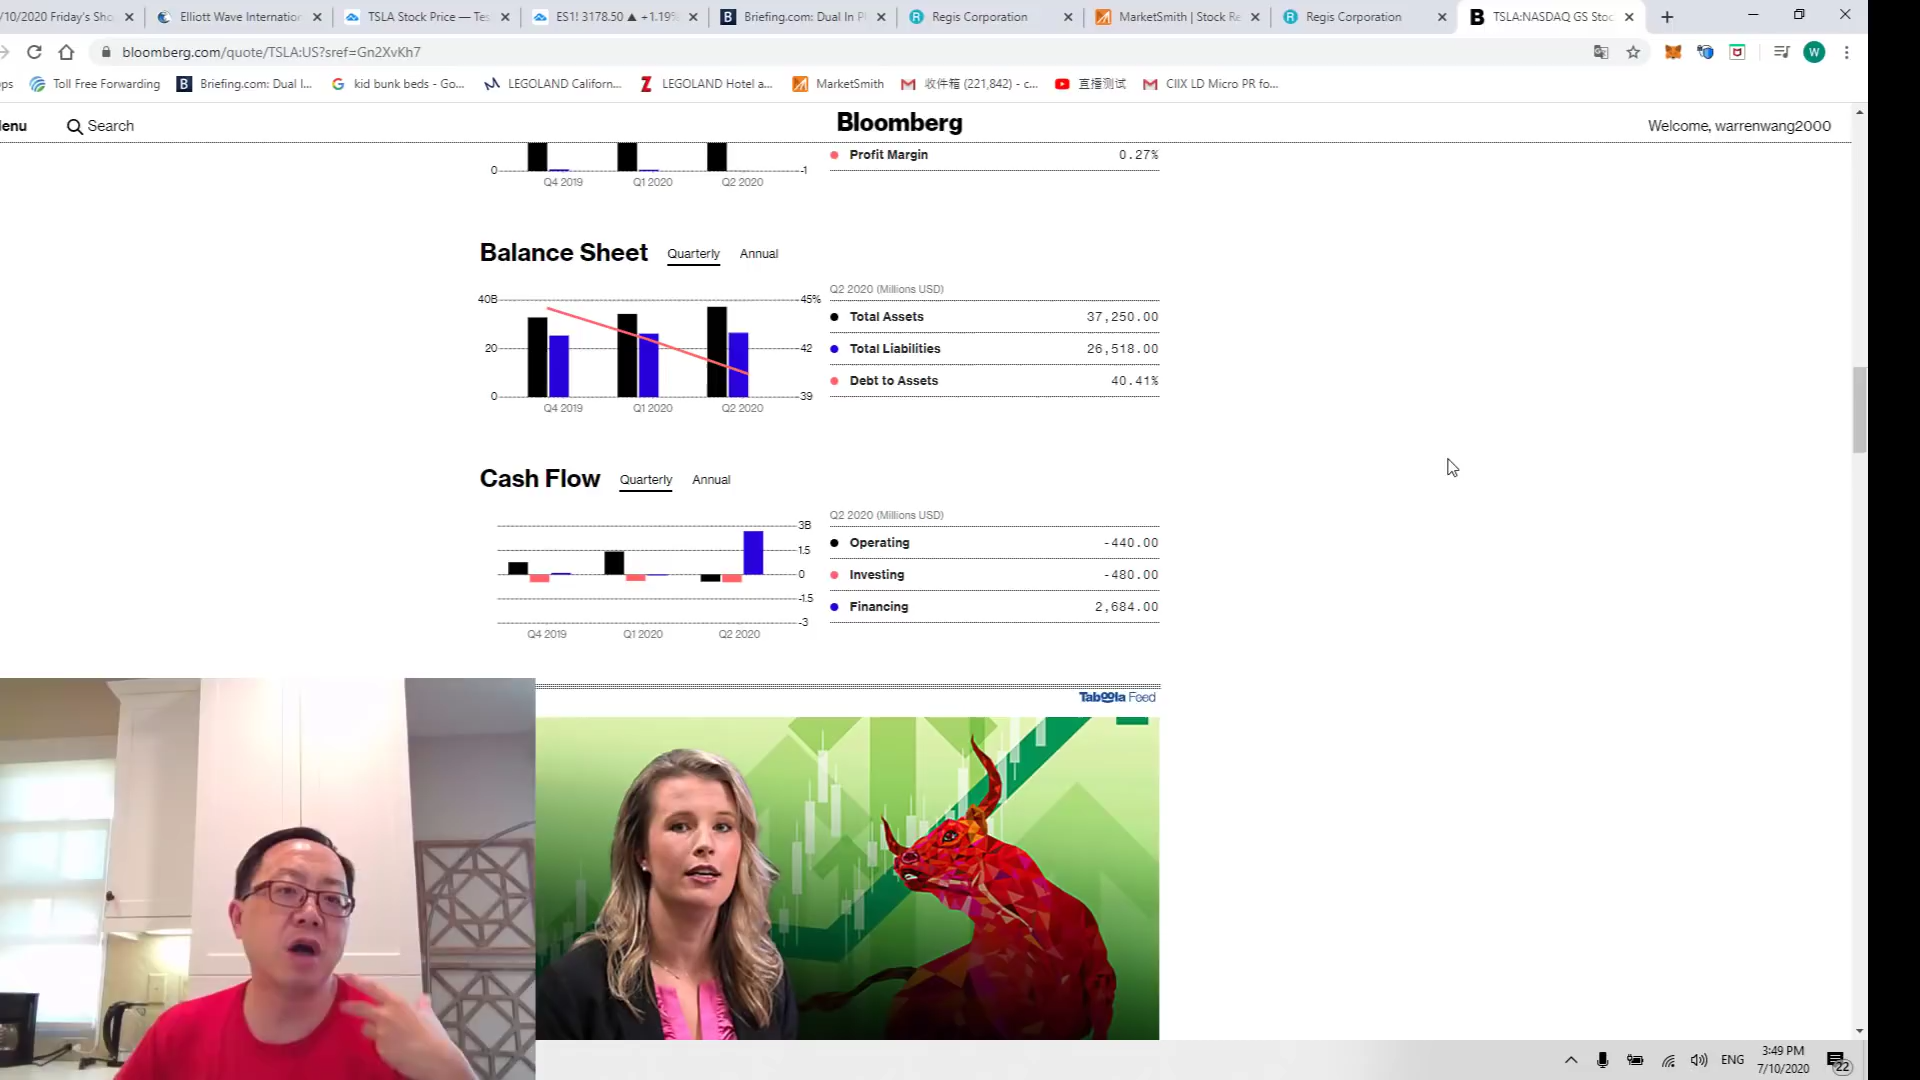 /10/2020 Friday's Sho
Elliott Wave Internation
TSLA Stock Price — Tes
ES1! 3178.50 ▲ +1.19%
Briefing.com: Dual In Pl
Regis Corporation
MarketSmith | Stock Re
Regis Corporation
TSLA:NASDAQ GS Stoc
bloomberg.com/quote/TSLA:US?sref=Gn2XvKh7
W
ps
Toll Free Forwarding
Briefing.com: Dual I...
kid bunk beds - Go...
LEGOLAND Californ...
LEGOLAND Hotel a...
MarketSmith
收件箱 (221,842) - c...
直播测试
CIIX LD Micro PR fo...
enu
Search
Bloomberg
Welcome, warrenwang2000
Profit Margin 0.27%
0 -1
Q4 2019 Q1 2020 Q2 2020
Balance Sheet Quarterly Annual
Q2 2020 (Millions USD)
40B 45%
20 42
0 39
Q4 2019 Q1 2020 Q2 2020
Total Assets 37,250.00
Total Liabilities 26,518.00
Debt to Assets 40.41%
Cash Flow Quarterly Annual
Q2 2020 (Millions USD)
3B
1.5
0
-1.5
-3
Q4 2019 Q1 2020 Q2 2020
Operating -440.00
Investing -480.00
Financing 2,684.00
Taboola Feed
ENG
3:49 PM
7/10/2020
22